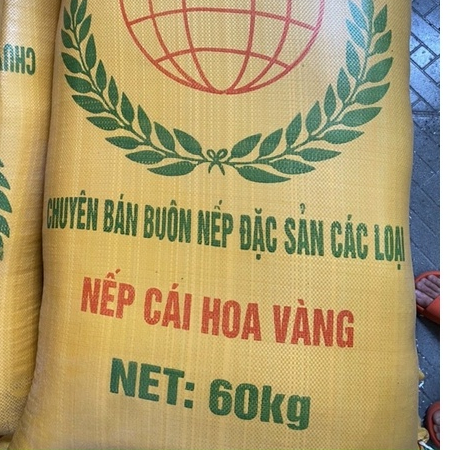 CHUYÊN BÁN BUÔN NẾP ĐẶC SẢN CÁC LOẠI
NẾP CÁI HOA VÀNG
NET: 60kg